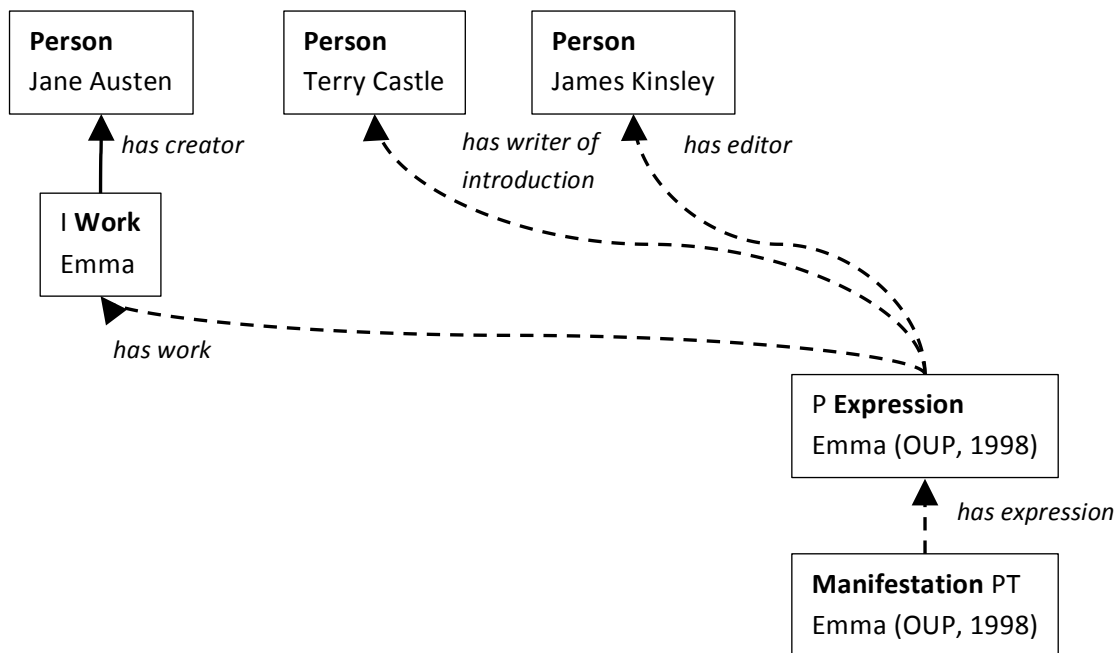 Person
Jane Austen
Person
Terry Castle
Person
James Kinsley
has creator
has writer of
introduction
has editor
I Work
Emma
has work
P Expression
Emma (OUP, 1998)
has expression
Manifestation PT
Emma (OUP, 1998)